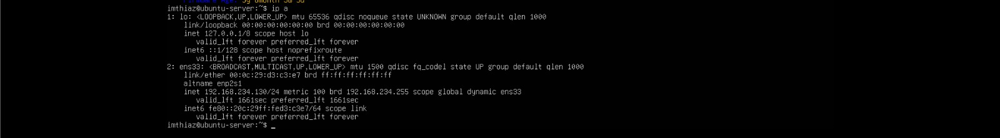 imthiaz@ubuntu-server:~$ ip a
1: lo: <LOOPBACK,UP,LOWER_UP> mtu 65536 qdisc noqueue state UNKNOWN group default qlen 1000
link/loopback 00:00:00:00:00:00 brd 00:00:00:00:00:00
inet 127.0.0.1/8 scope host lo
valid_lft forever preferred_lft forever
inet6 ::1/128 scope host noprefixroute
valid_lft forever preferred_lft forever
2: ens33: <BROADCAST,MULTICAST,UP,LOWER_UP> mtu 1500 qdisc fq_codel state UP group default qlen 1000
link/ether 00:0c:29:d3:c3:e7 brd ff:ff:ff:ff:ff:ff
altname enp2s1
inet 192.168.234.130/24 metric 100 brd 192.168.234.255 scope global dynamic ens33
valid_lft 1661sec preferred_lft 1661sec
inet6 fe80::20c:29ff:fed3:c3e7/64 scope link
valid_lft forever preferred_lft forever
imthiaz@ubuntu-server:~$ _